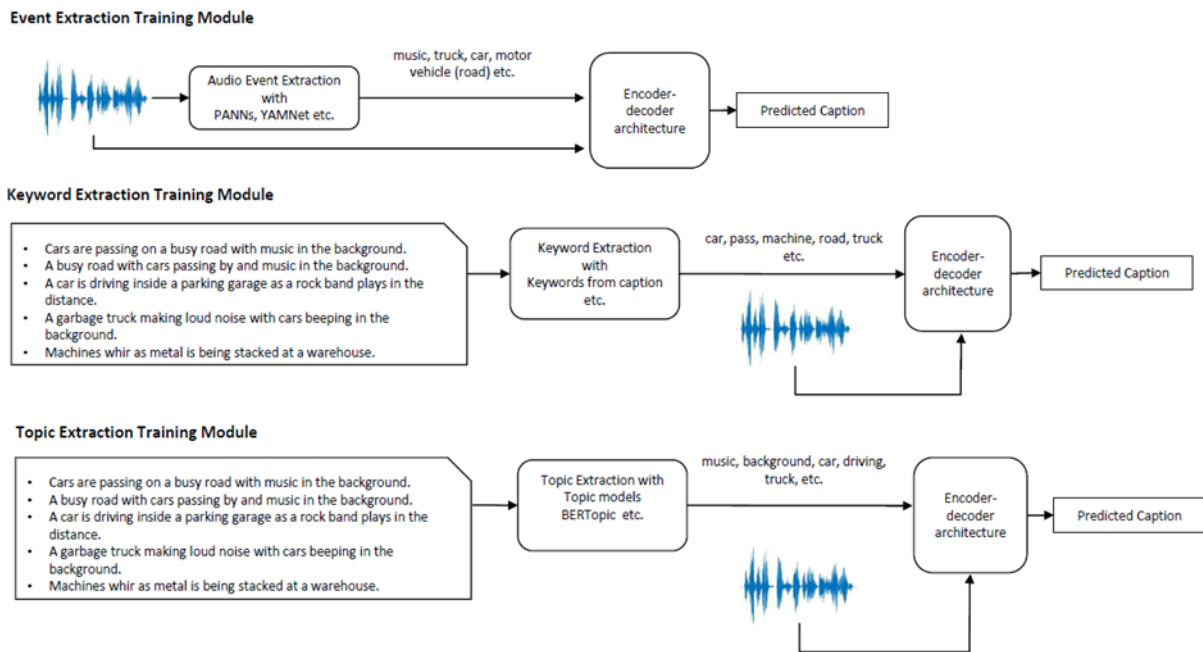 Event Extraction Training Module
Audio Event Extraction
with
PANNs, YAMNet etc.
music, truck, car, motor
vehicle (road) etc.
Encoder-
decoder
architecture
Predicted Caption
Keyword Extraction Training Module
• Cars are passing on a busy road with music in the background.
• A busy road with cars passing by and music in the background.
• A car is driving inside a parking garage as a rock band plays in the
distance.
• A garbage truck making loud noise with cars beeping in the
background.
• Machines whir as metal is being stacked at a warehouse.
Keyword Extraction
with
Keywords from caption
etc.
car, pass, machine, road, truck
etc.
Encoder-
decoder
architecture
Predicted Caption
Topic Extraction Training Module
• Cars are passing on a busy road with music in the background.
• A busy road with cars passing by and music in the background.
• A car is driving inside a parking garage as a rock band plays in the
distance.
• A garbage truck making loud noise with cars beeping in the
background.
• Machines whir as metal is being stacked at a warehouse.
Topic Extraction with
Topic models
BERTopic etc.
music, background, car, driving,
truck, etc.
Encoder-
decoder
architecture
Predicted Caption